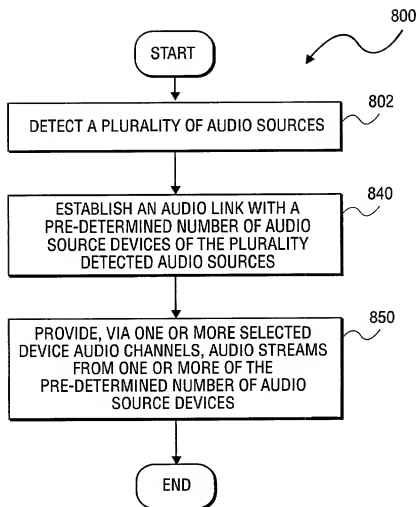 800
START
DETECT A PLURALITY OF AUDIO SOURCES
802
ESTABLISH AN AUDIO LINK WITH A
PRE-DETERMINED NUMBER OF AUDIO
SOURCE DEVICES OF THE PLURALITY
DETECTED AUDIO SOURCES
840
PROVIDE, VIA ONE OR MORE SELECTED
DEVICE AUDIO CHANNELS, AUDIO STREAMS
FROM ONE OR MORE OF THE
PRE-DETERMINED NUMBER OF AUDIO
SOURCE DEVICES
850
END